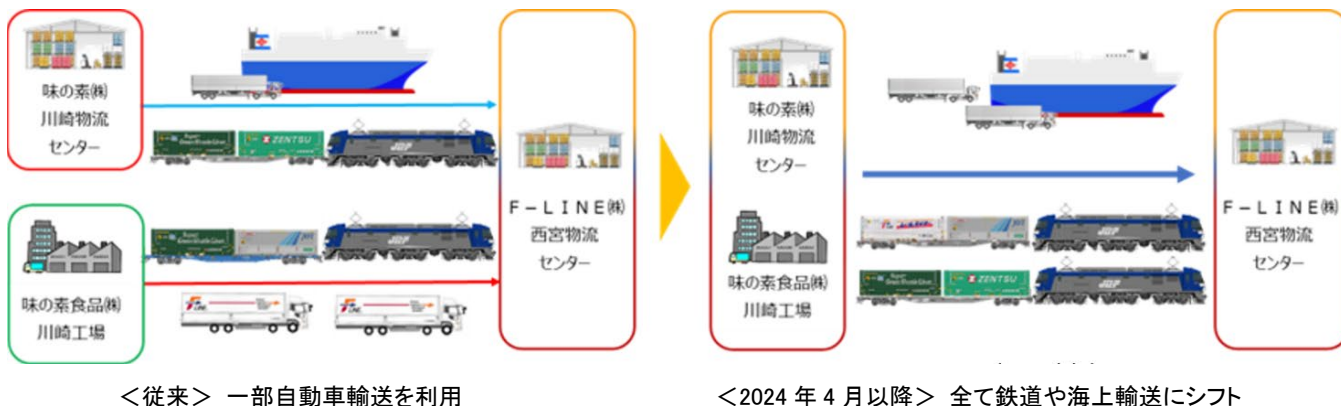 味の素㈱
川崎物流
センター
ZENTSU
味の素食品㈱
川崎工場
F-LINE㈱
西宮物流
センター
味の素㈱
川崎物流
センター
味の素食品㈱
川崎工場
ZENTSU
F-LINE㈱
西宮物流
センター
＜従来＞ 一部自動車輸送を利用
＜2024 年 4 月以降＞ 全て鉄道や海上輸送にシフト